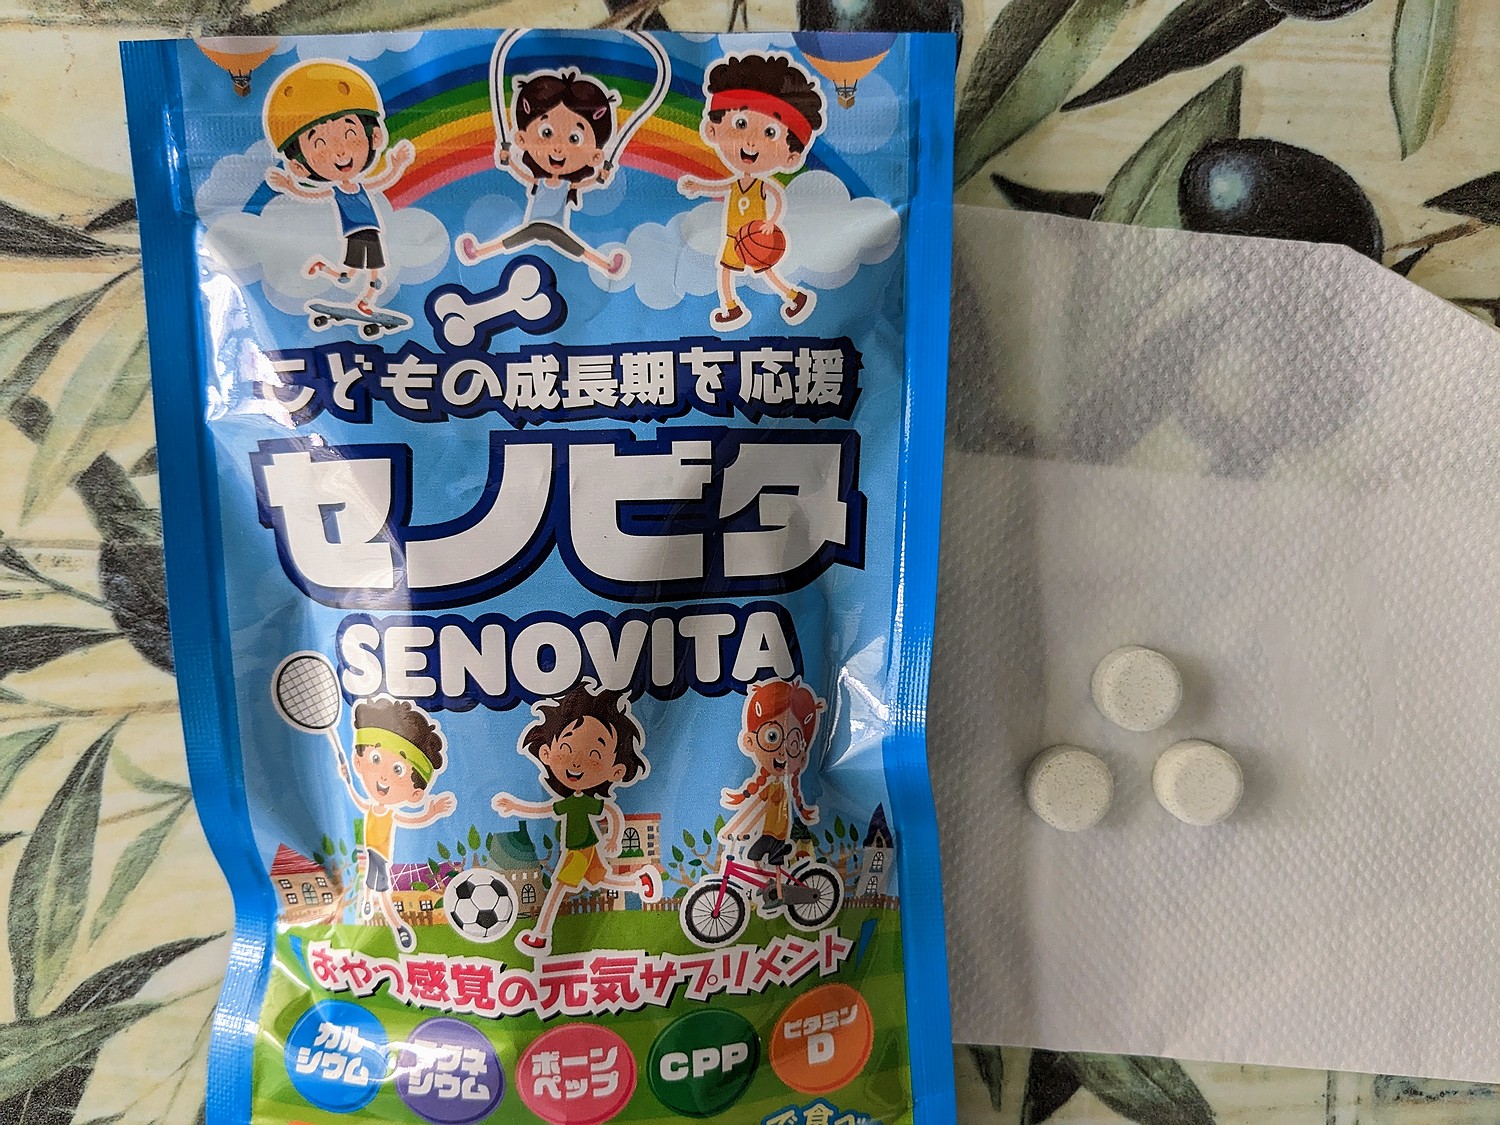 こどもの成長期を応援
セノビタ
SENOVITA
おやつ感覚の元気サプリメント
カルシウム
マグネシウム
ボーンペップ
CPP
ビタミンD
P